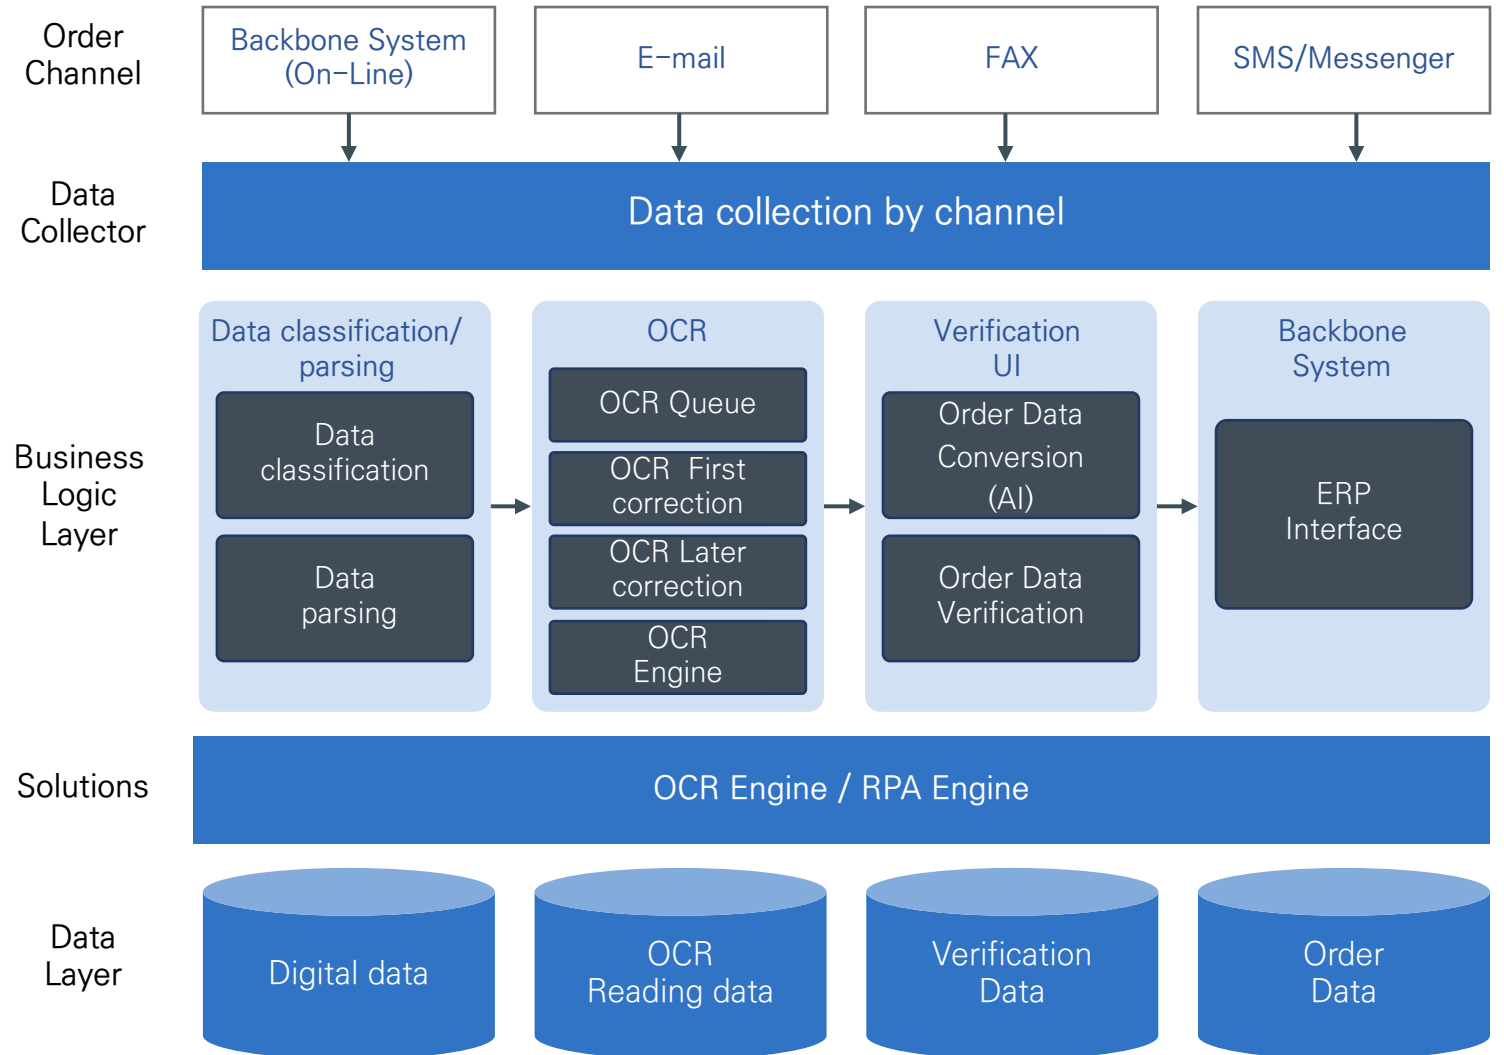 Order
Channel
Backbone System
(On-Line)
E-mail
FAX
SMS/Messenger
Data
Collector
Data collection by channel
Business
Logic
Layer
Data classification/
parsing
Data
classification
Data
parsing
OCR
OCR Queue
OCR First
correction
OCR Later
correction
OCR
Engine
Verification
UI
Order Data
Conversion
(AI)
Order Data
Verification
Backbone
System
ERP
Interface
Solutions
OCR Engine / RPA Engine
Data
Layer
Digital data
OCR
Reading data
Verification
Data
Order
Data